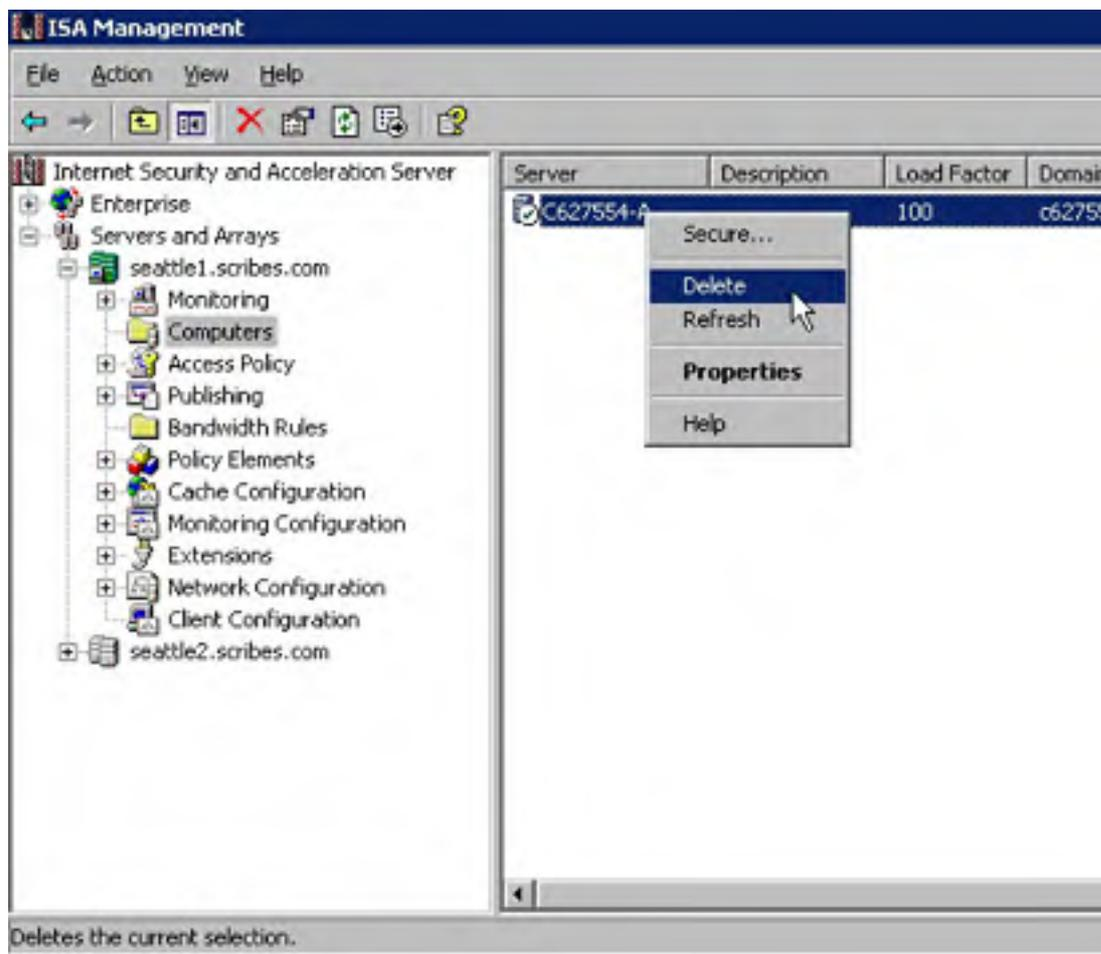 ISA Management
File Action View Help
Internet Security and Acceleration Server
Enterprise
Servers and Arrays
seattle1.scribes.com
Monitoring
Computers
Access Policy
Publishing
Bandwidth Rules
Policy Elements
Cache Configuration
Monitoring Configuration
Extensions
Network Configuration
Client Configuration
seattle2.scribes.com
Server Description Load Factor Domain
C627554-A 100 c62755
Secure...
Delete
Refresh
Properties
Help
Deletes the current selection.